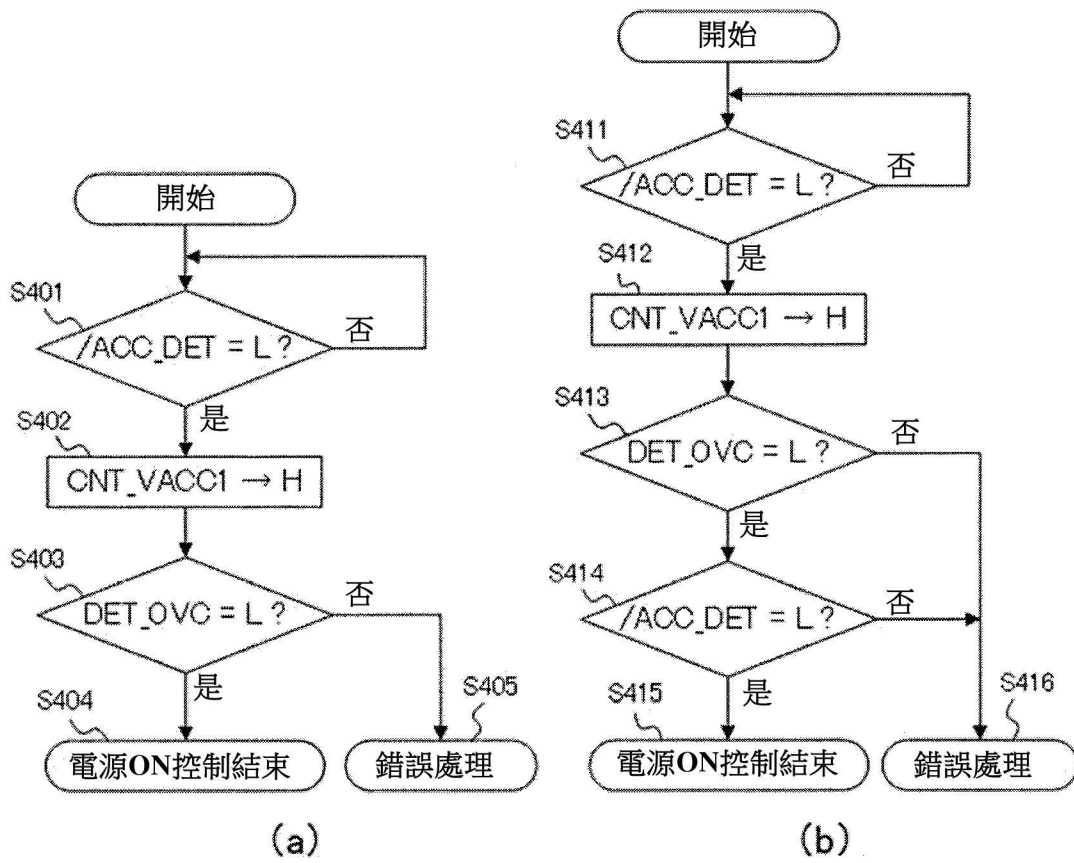 開始
S401
/ACC_DET = L ?
否
是
S402
CNT_VACC1 → H
S403
DET_OVC = L ?
否
是
S404
電源ON控制結束
S405
錯誤處理
(a)
開始
S411
/ACC_DET = L ?
否
是
S412
CNT_VACC1 → H
S413
DET_OVC = L ?
否
是
S414
/ACC_DET = L ?
否
是
S415
電源ON控制結束
S416
錯誤處理
(b)